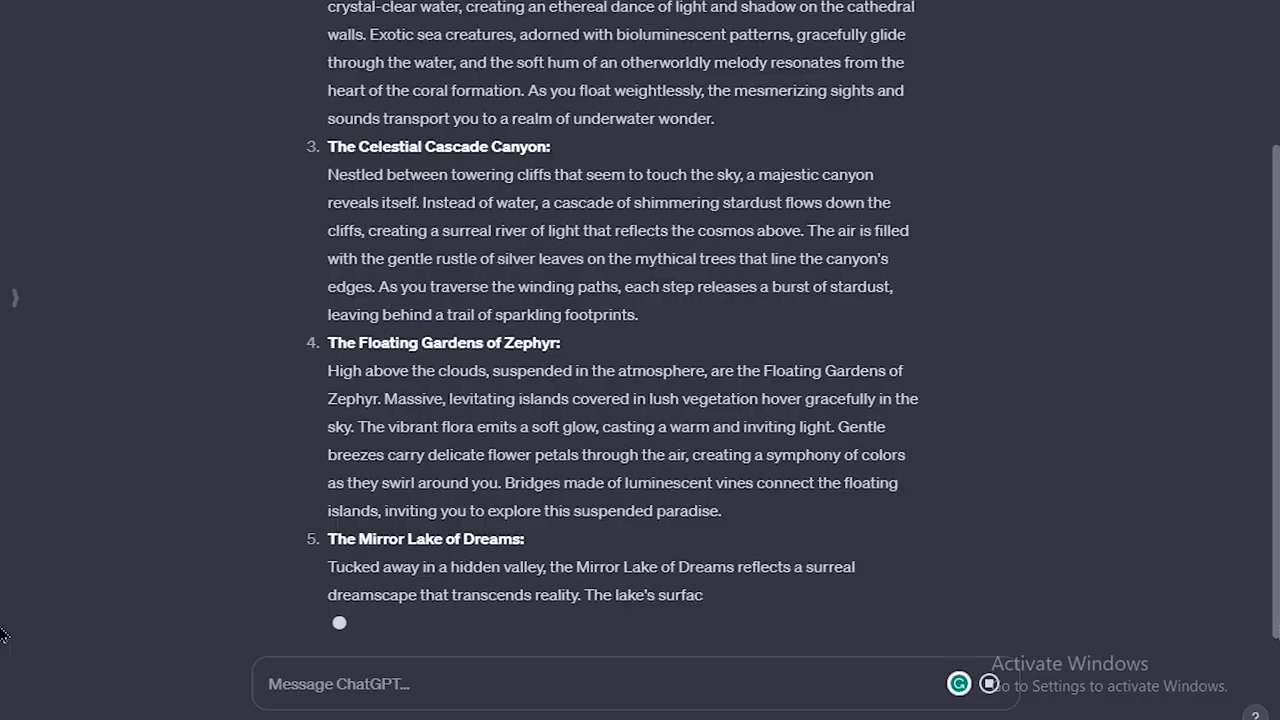 crystal-clear water, creating an ethereal dance of light and shadow on the cathedral
walls. Exotic sea creatures, adorned with bioluminescent patterns, gracefully glide
through the water, and the soft hum of an otherworldly melody resonates from the
heart of the coral formation. As you float weightlessly, the mesmerizing sights and
sounds transport you to a realm of underwater wonder.
3. The Celestial Cascade Canyon:
Nestled between towering cliffs that seem to touch the sky, a majestic canyon
reveals itself. Instead of water, a cascade of shimmering stardust flows down the
cliffs, creating a surreal river of light that reflects the cosmos above. The air is filled
with the gentle rustle of silver leaves on the mythical trees that line the canyon's
edges. As you traverse the winding paths, each step releases a burst of stardust,
leaving behind a trail of sparkling footprints.
4. The Floating Gardens of Zephyr:
High above the clouds, suspended in the atmosphere, are the Floating Gardens of
Zephyr. Massive, levitating islands covered in lush vegetation hover gracefully in the
sky. The vibrant flora emits a soft glow, casting a warm and inviting light. Gentle
breezes carry delicate flower petals through the air, creating a symphony of colors
as they swirl around you. Bridges made of luminescent vines connect the floating
islands, inviting you to explore this suspended paradise.
5. The Mirror Lake of Dreams:
Tucked away in a hidden valley, the Mirror Lake of Dreams reflects a surreal
dreamscape that transcends reality. The lake's surfac
Message ChatGPT...
Activate Windows
Go to Settings to activate Windows.
?